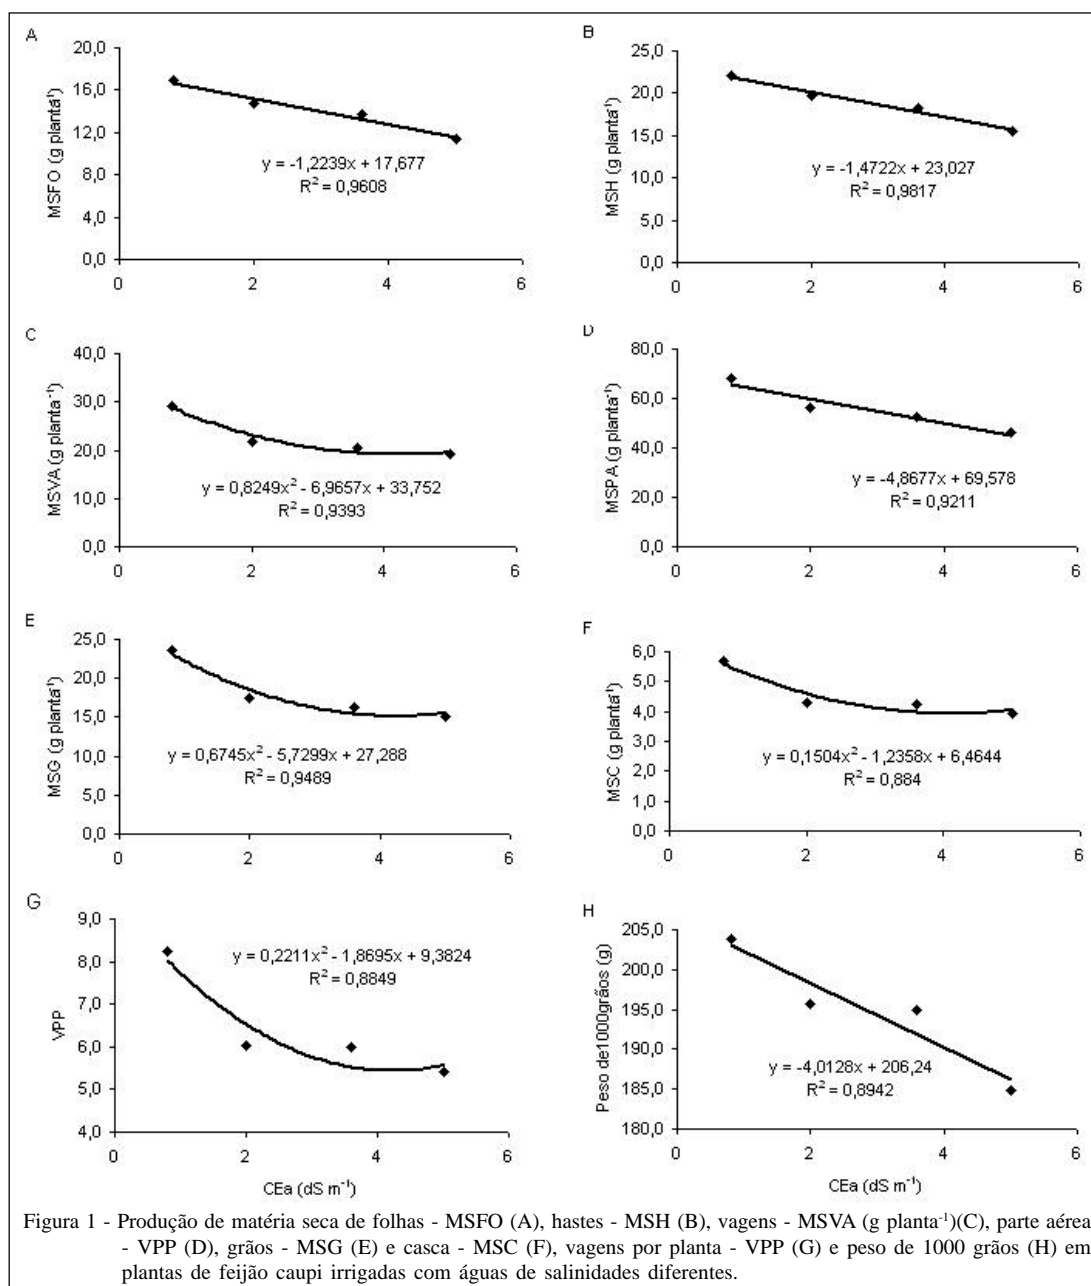 A
20,0
16,0
12,0
8,0
4,0
0,0
MSFO (g planta⁻¹)
y = -1,2239x + 17,677
R² = 0,9608
0 2 4 6
B
25,0
20,0
15,0
10,0
5,0
0,0
MSH (g planta⁻¹)
y = -1,4722x + 23,027
R² = 0,9817
0 2 4 6
C
40,0
30,0
20,0
10,0
0,0
MSVA (g planta⁻¹)
y = 0,8249x² - 6,9657x + 33,752
R² = 0,9393
0 2 4 6
D
80,0
60,0
40,0
20,0
0,0
MSPA (g planta⁻¹)
y = -4,8677x + 69,578
R² = 0,9211
0 2 4 6
E
25,0
20,0
15,0
10,0
5,0
0,0
MSG (g planta⁻¹)
y = 0,6745x² - 5,7299x + 27,288
R² = 0,9489
0 2 4 6
F
6,0
5,0
4,0
3,0
2,0
1,0
0,0
MSC (g planta⁻¹)
y = 0,1504x² - 1,2358x + 6,4644
R² = 0,884
0 2 4 6
G
9,0
8,0
7,0
6,0
5,0
4,0
VPP
y = 0,2211x² - 1,8695x + 9,3824
R² = 0,8849
0 2 4 6
CEa (dS m⁻¹)
H
205,0
200,0
195,0
190,0
185,0
180,0
Peso de1000grãos (g)
y = -4,0128x + 206,24
R² = 0,8942
0 2 4 6
CEa (dS m⁻¹)
Figura 1 - Produção de matéria seca de folhas - MSFO (A), hastes - MSH (B), vagens - MSVA (g planta⁻¹)(C), parte aérea
- VPP (D), grãos - MSG (E) e casca - MSC (F), vagens por planta - VPP (G) e peso de 1000 grãos (H) em
plantas de feijão caupi irrigadas com águas de salinidades diferentes.